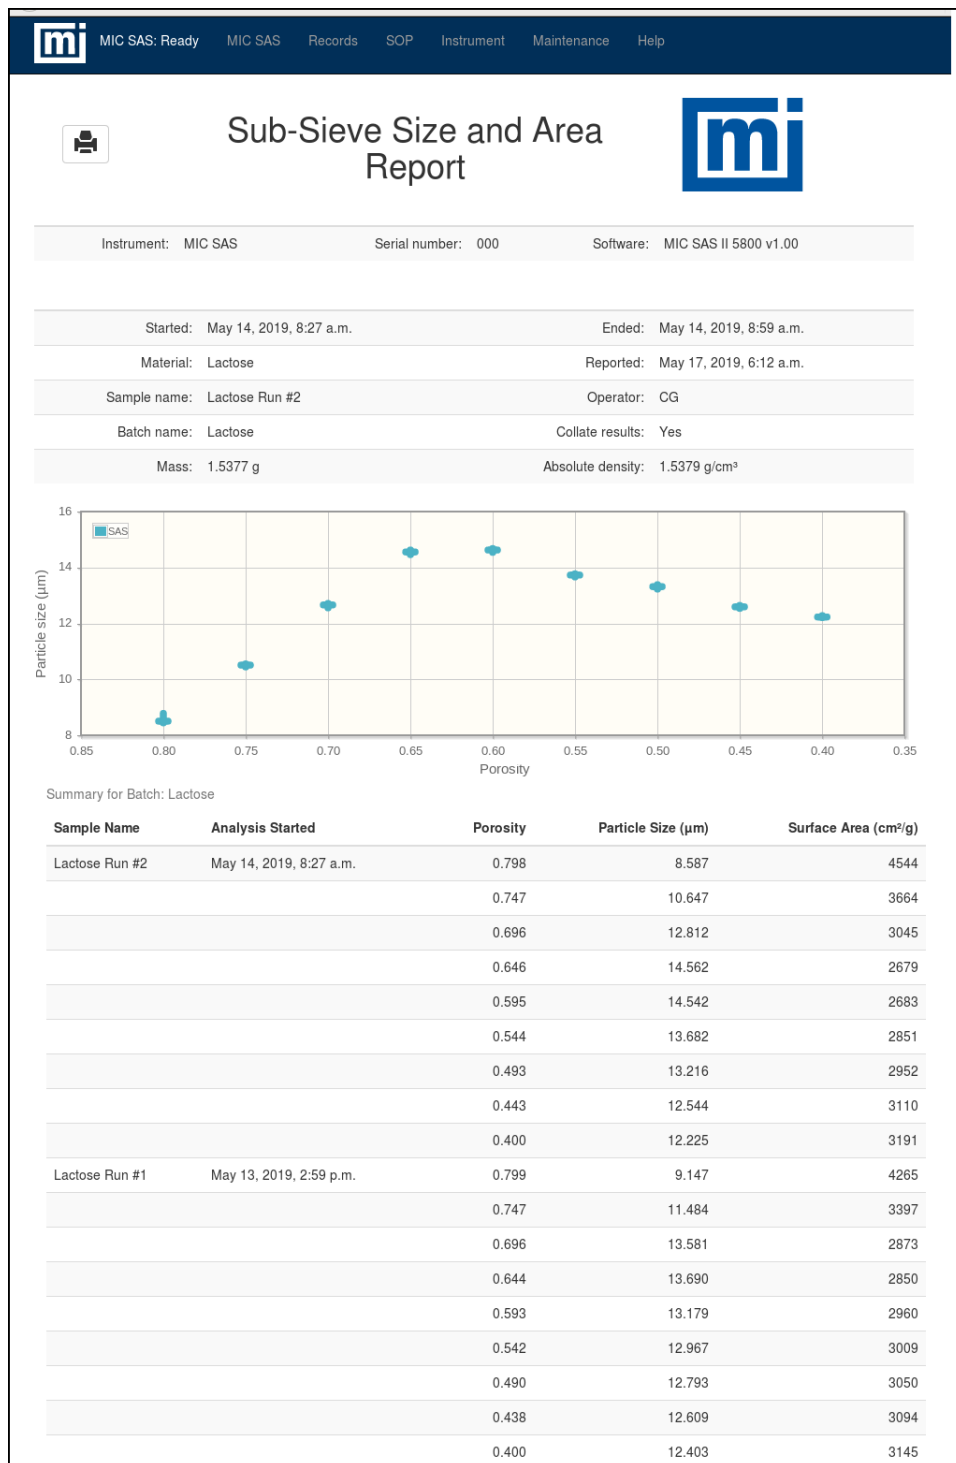 mi MIC SAS: Ready MIC SAS Records SOP Instrument Maintenance Help
Sub-Sieve Size and Area
Report
mi
Instrument: MIC SAS Serial number: 000 Software: MIC SAS II 5800 v1.00
Started: May 14, 2019, 8:27 a.m. Ended: May 14, 2019, 8:59 a.m.
Material: Lactose Reported: May 17, 2019, 6:12 a.m.
Sample name: Lactose Run #2 Operator: CG
Batch name: Lactose Collate results: Yes
Mass: 1.5377 g Absolute density: 1.5379 g/cm³
16
SAS
14
12
10
8
Particle size (µm)
0.85 0.80 0.75 0.70 0.65 0.60 0.55 0.50 0.45 0.40 0.35
Porosity
Summary for Batch: Lactose
Sample Name Analysis Started Porosity Particle Size (µm) Surface Area (cm²/g)
Lactose Run #2 May 14, 2019, 8:27 a.m. 0.798 8.587 4544
0.747 10.647 3664
0.696 12.812 3045
0.646 14.562 2679
0.595 14.542 2683
0.544 13.682 2851
0.493 13.216 2952
0.443 12.544 3110
0.400 12.225 3191
Lactose Run #1 May 13, 2019, 2:59 p.m. 0.799 9.147 4265
0.747 11.484 3397
0.696 13.581 2873
0.644 13.690 2850
0.593 13.179 2960
0.542 12.967 3009
0.490 12.793 3050
0.438 12.609 3094
0.400 12.403 3145